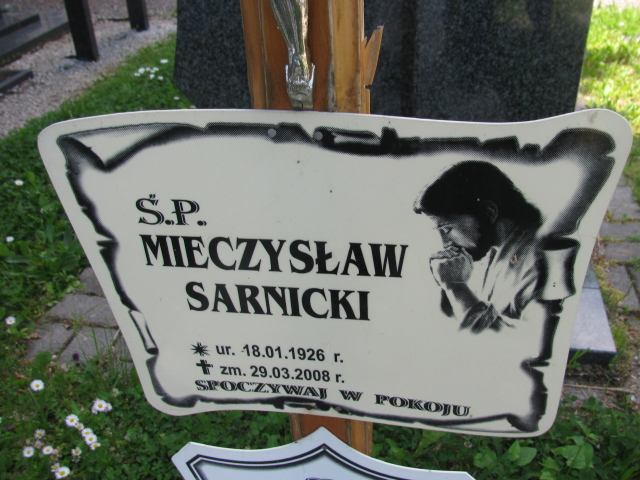 Ś.P.
MIECZYSŁAW
SARNICKI
ur. 18.01.1926 r.
zm. 29.03.2008 r.
SPOCZYWAJ W POKOJU